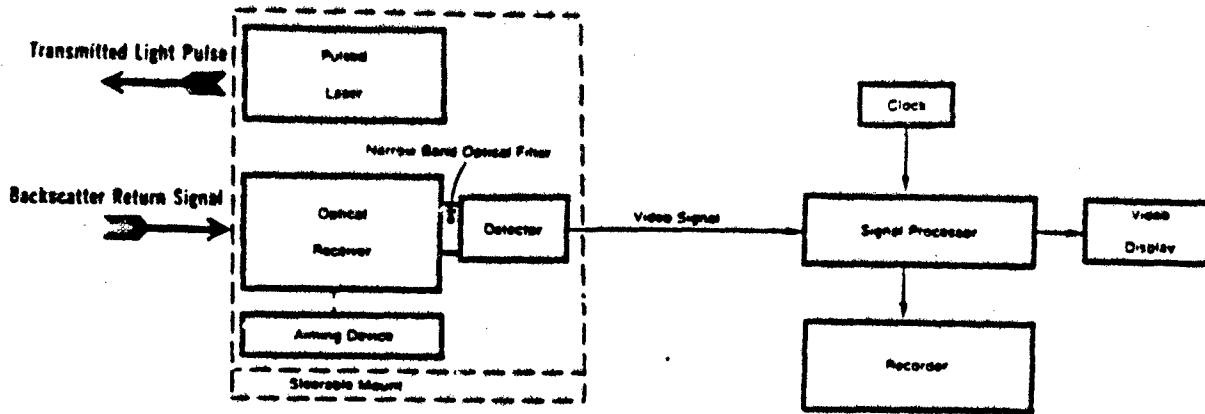 Transmitted Light Pulse
Pulsed
Laser
Clock
Narrow Band Optical Filter
Backscatter Return Signal
Optical
Receiver
Detector
Video Signal
Signal Processor
Video
Display
Aiming Device
Recorder
Steerable Mount